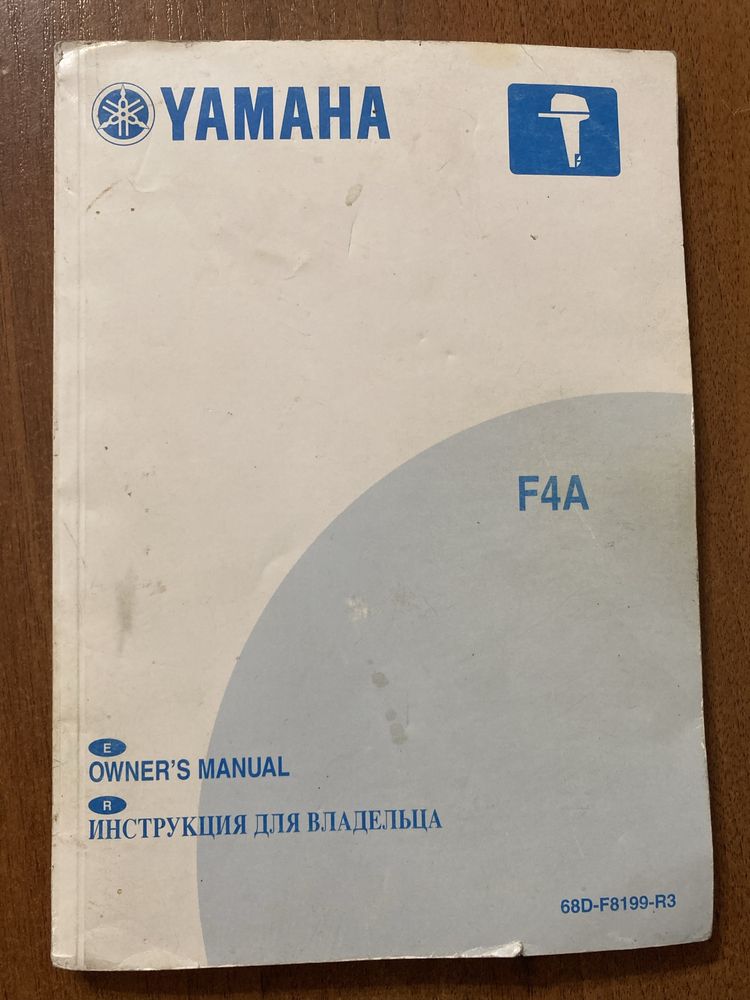 YAMAHA
F4A
E
OWNER'S MANUAL
R
ИНСТРУКЦИЯ ДЛЯ ВЛАДЕЛЬЦА
68D-F8199-R3